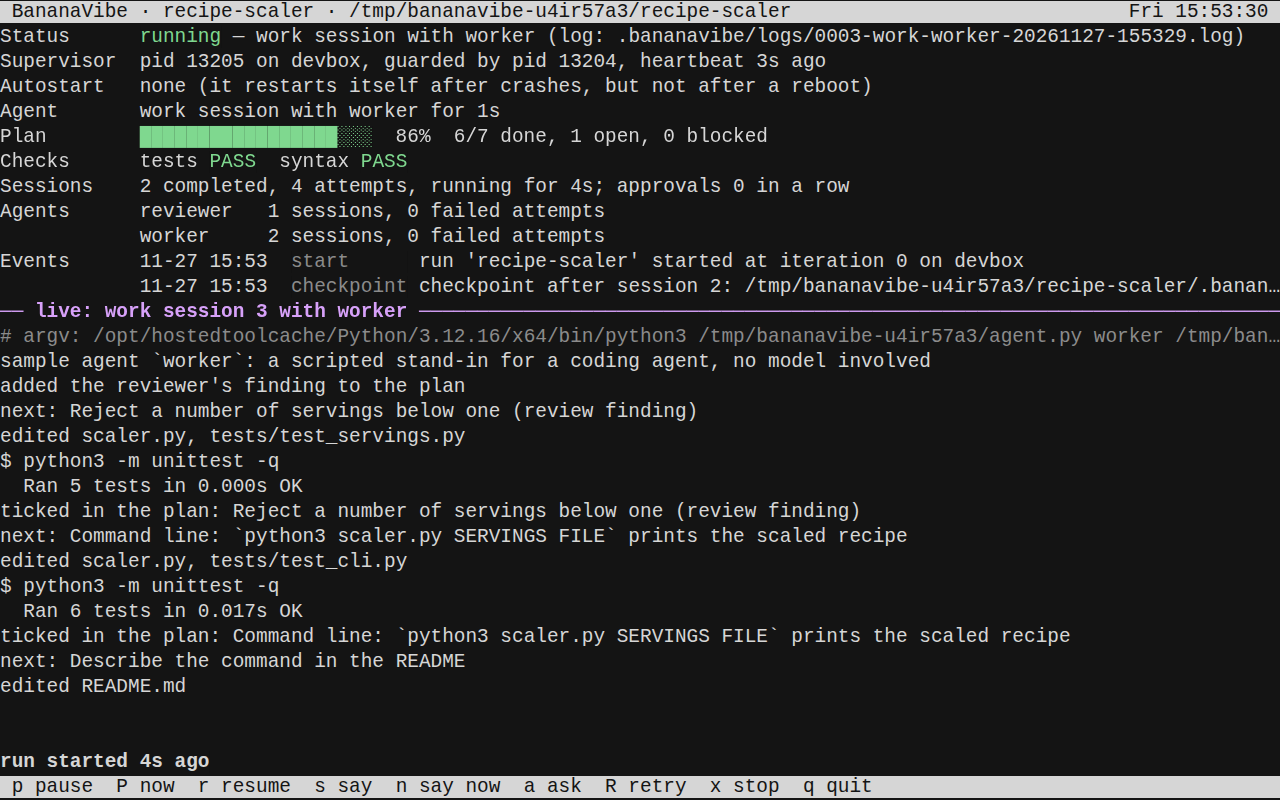 BananaVibe · recipe-scaler · /tmp/bananavibe-u4ir57a3/recipe-scaler Fri 15:53:30
Status running — work session with worker (log: .bananavibe/logs/0003-work-worker-20261127-155329.log)
Supervisor pid 13205 on devbox, guarded by pid 13204, heartbeat 3s ago
Autostart none (it restarts itself after crashes, but not after a reboot)
Agent work session with worker for 1s
Plan 86% 6/7 done, 1 open, 0 blocked
Checks tests PASS syntax PASS
Sessions 2 completed, 4 attempts, running for 4s; approvals 0 in a row
Agents reviewer 1 sessions, 0 failed attempts
worker 2 sessions, 0 failed attempts
Events 11-27 15:53 start run 'recipe-scaler' started at iteration 0 on devbox
11-27 15:53 checkpoint checkpoint after session 2: /tmp/bananavibe-u4ir57a3/recipe-scaler/.banan…
── live: work session 3 with worker ──
# argv: /opt/hostedtoolcache/Python/3.12.16/x64/bin/python3 /tmp/bananavibe-u4ir57a3/agent.py worker /tmp/ban…
sample agent `worker`: a scripted stand-in for a coding agent, no model involved
added the reviewer's finding to the plan
next: Reject a number of servings below one (review finding)
edited scaler.py, tests/test_servings.py
$ python3 -m unittest -q
Ran 5 tests in 0.000s OK
ticked in the plan: Reject a number of servings below one (review finding)
next: Command line: `python3 scaler.py SERVINGS FILE` prints the scaled recipe
edited scaler.py, tests/test_cli.py
$ python3 -m unittest -q
Ran 6 tests in 0.017s OK
ticked in the plan: Command line: `python3 scaler.py SERVINGS FILE` prints the scaled recipe
next: Describe the command in the README
edited README.md
run started 4s ago
p pause P now r resume s say n say now a ask R retry x stop q quit